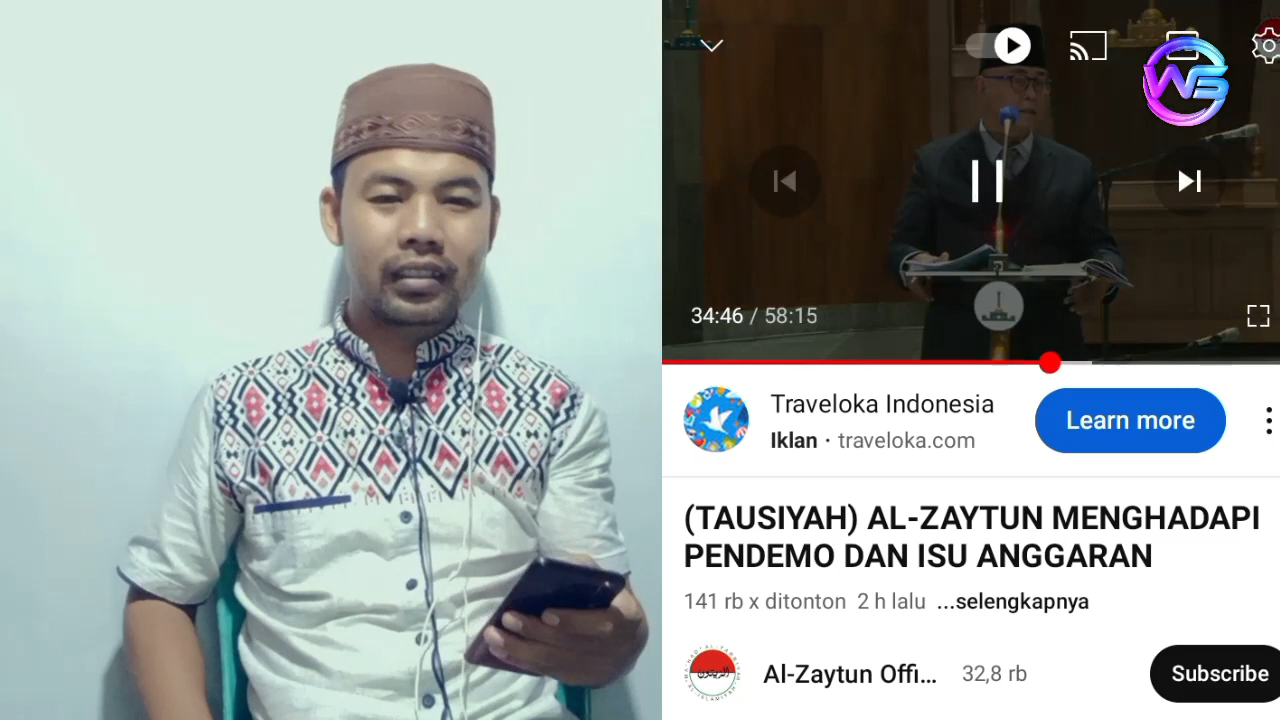 WS
34:46 / 58:15
Traveloka Indonesia
Iklan · traveloka.com
Learn more
(TAUSIYAH) AL-ZAYTUN MENGHADAPI
PENDEMO DAN ISU ANGGARAN
141 rb x ditonton 2 h lalu ...selengkapnya
Al-Zaytun Offi... 32,8 rb
Subscribe